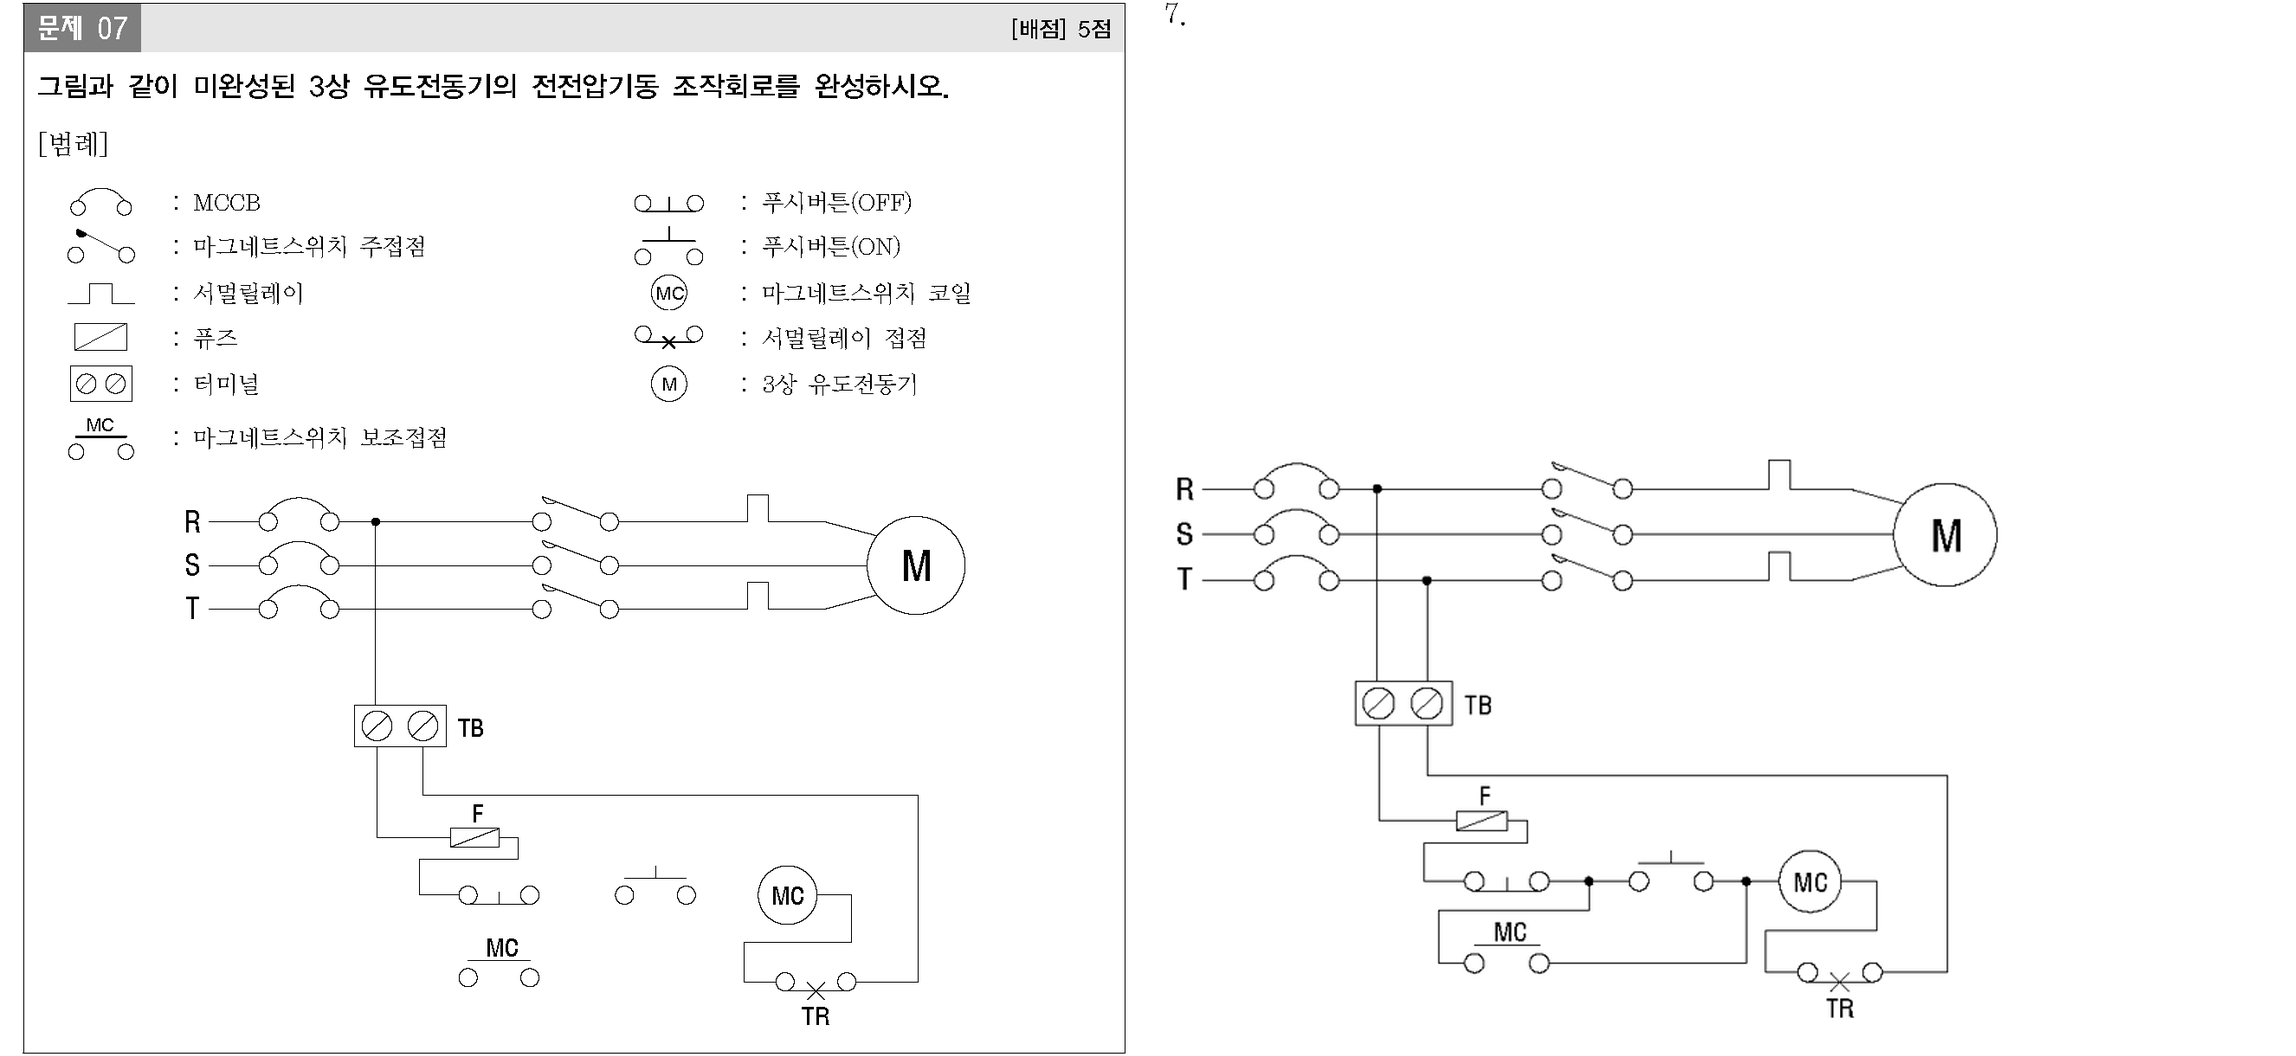 문제 07 [배점] 5점
그림과 같이 미완성된 3상 유도전동기의 전전압기동 조작회로를 완성하시오.
[범례]
: MCCB : 푸시버튼(OFF)
: 마그네트스위치 주접점 : 푸시버튼(ON)
: 서멀릴레이 MC : 마그네트스위치 코일
: 퓨즈 : 서멀릴레이 접점
: 터미널 M : 3상 유도전동기
MC : 마그네트스위치 보조접점
R
S M
T
TB
F
MC
MC
TR
7.
R
S M
T
TB
F
MC
MC
TR